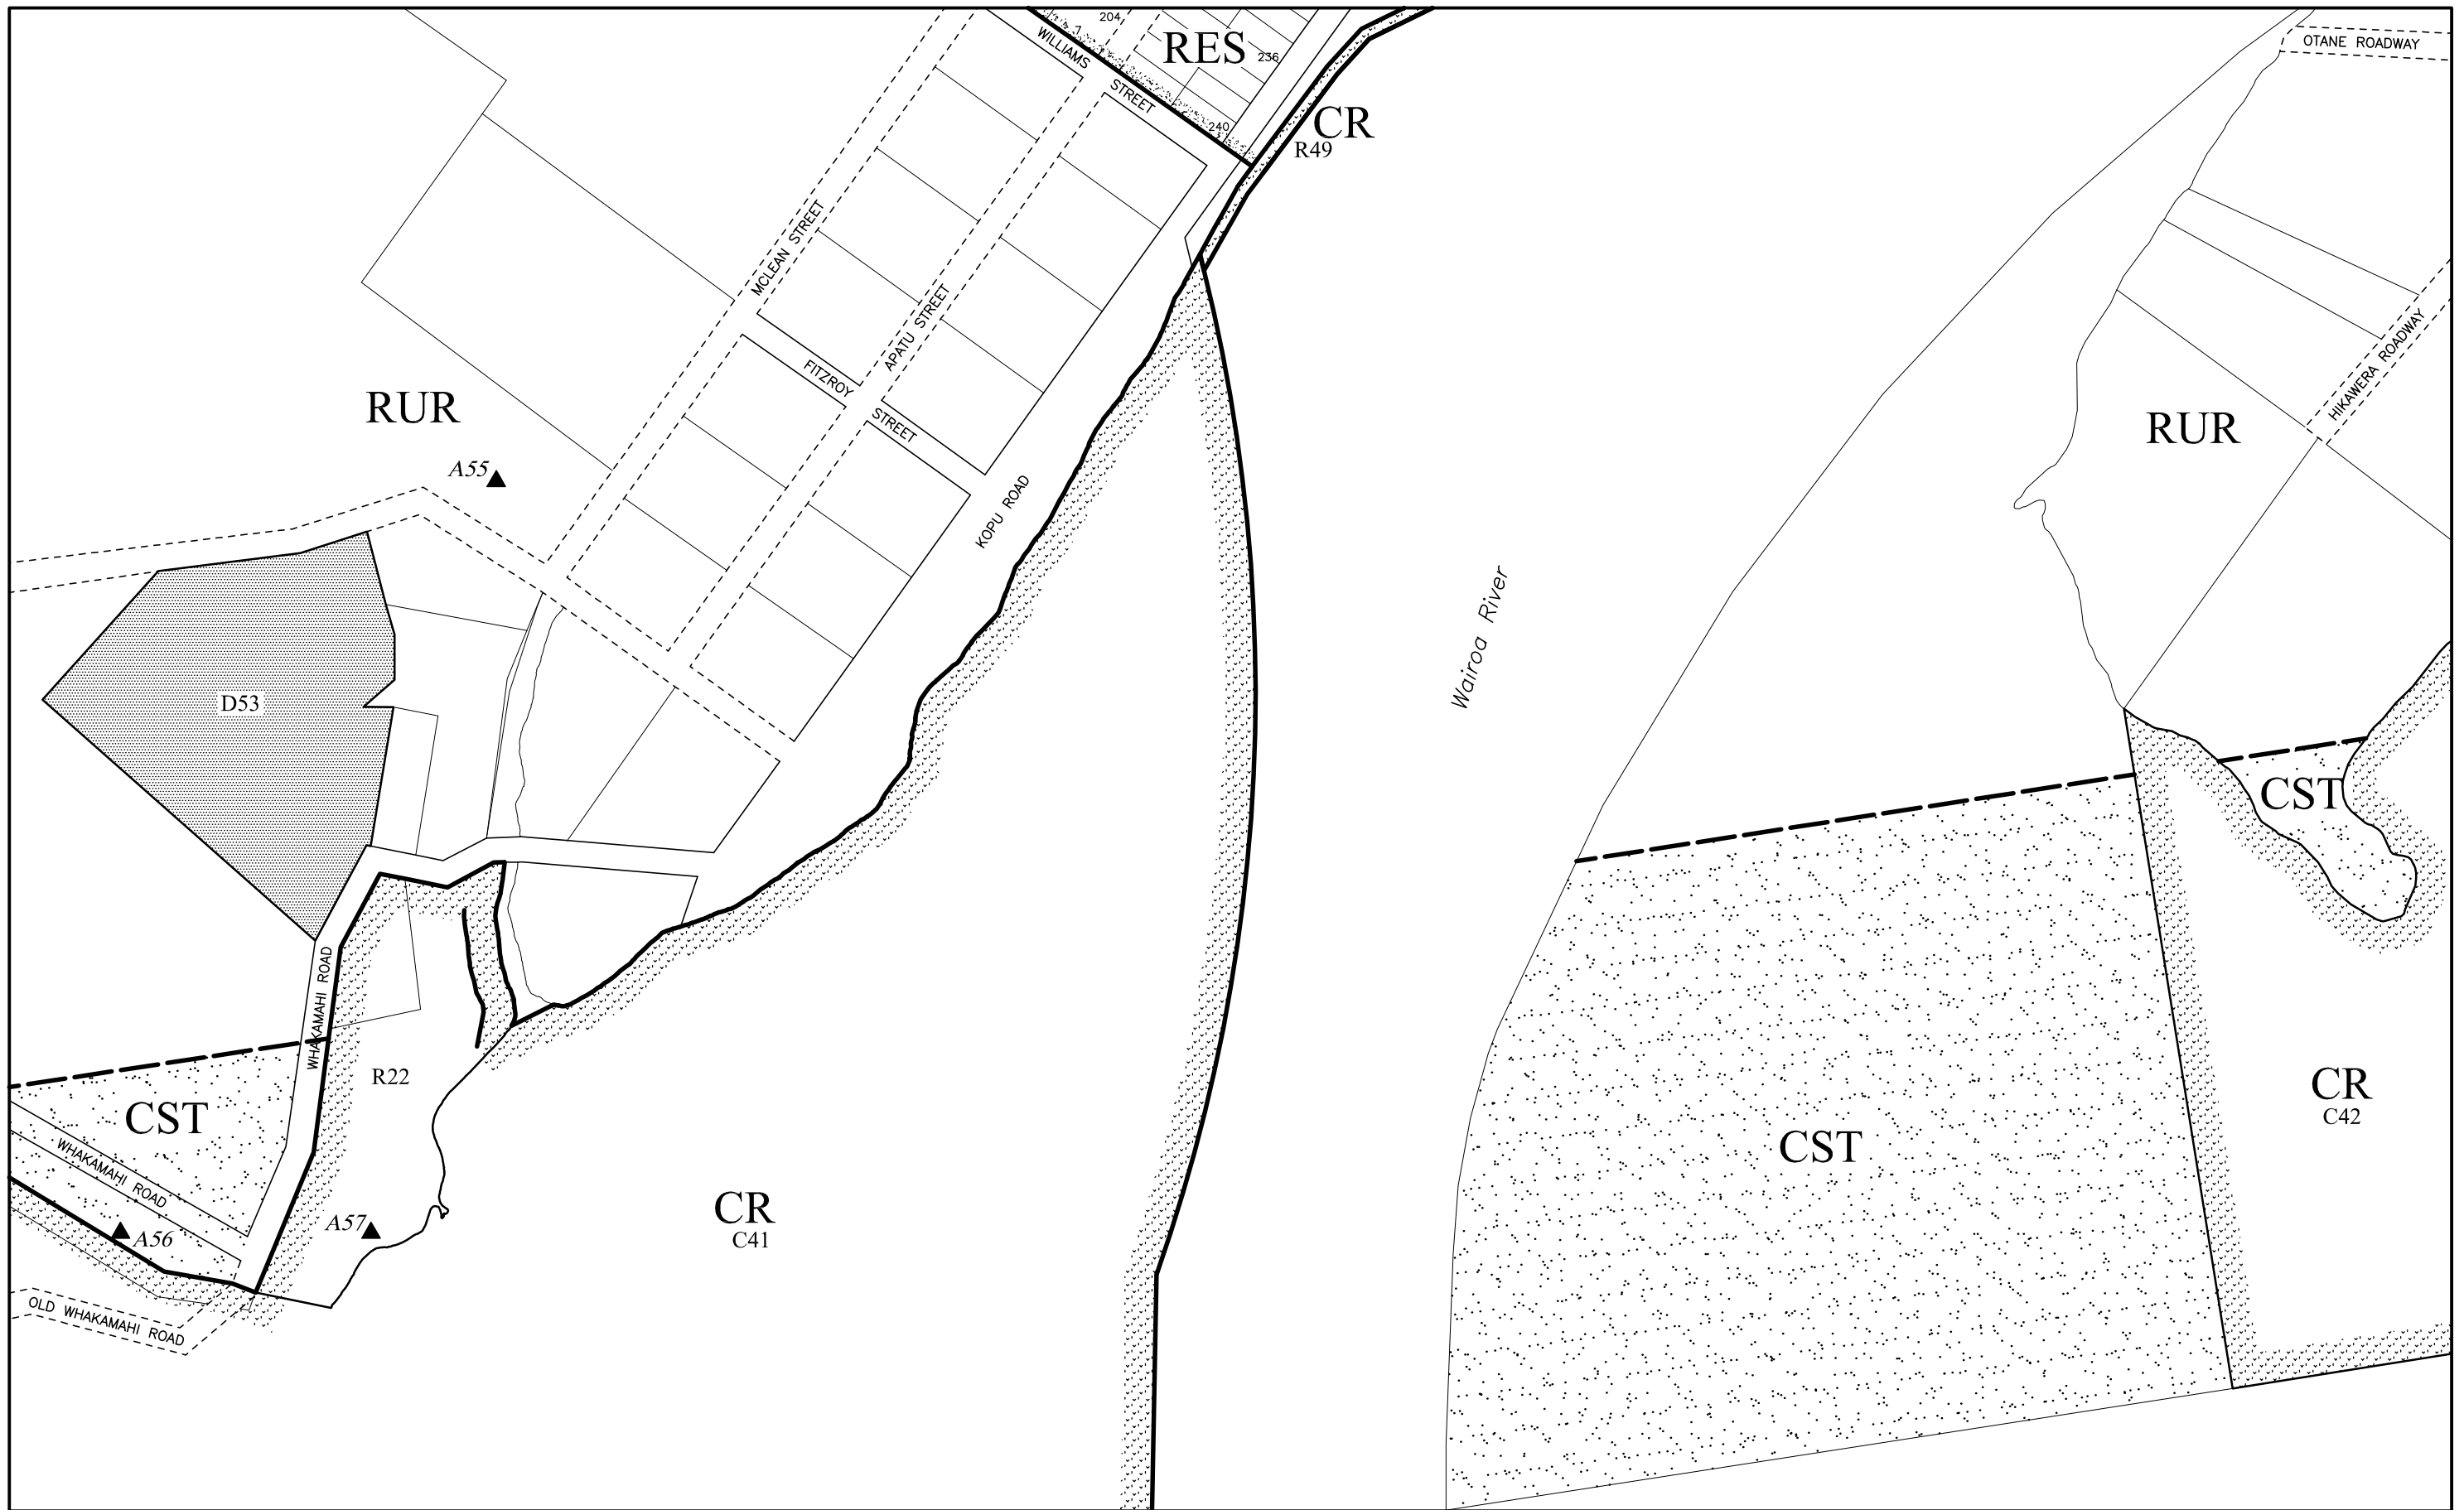 204
7
WILLIAMS
STREET
RES
236
240
CR
R49
OTANE ROADWAY
MCLEAN STREET
APATU STREET
FITZROY
STREET
HIKAWERA ROADWAY
RUR
RUR
A55
KOPU ROAD
Wairoa River
D53
CST
WHAKAMAHI ROAD
R22
CR
C42
CST
WHAKAMAHI ROAD
CST
CR
C41
A57
A56
OLD WHAKAMAHI ROAD